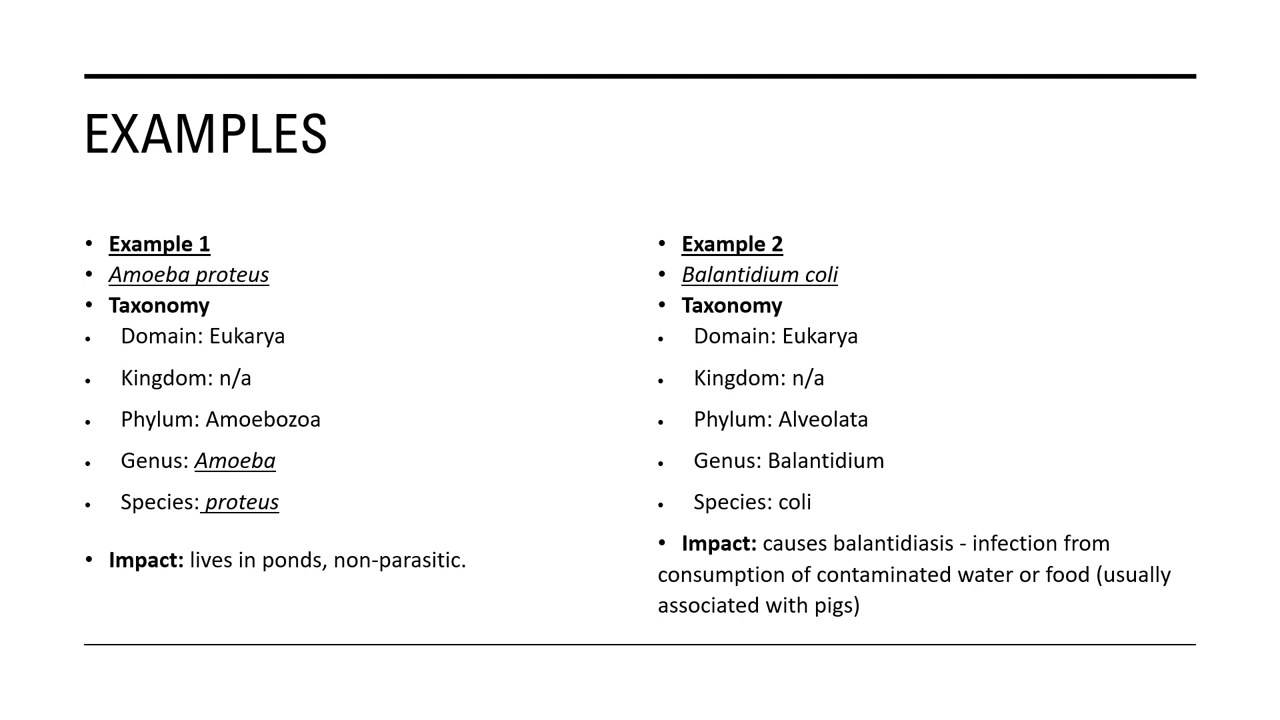 EXAMPLES
• Example 1
• Amoeba proteus
• Taxonomy
• Domain: Eukarya
• Kingdom: n/a
• Phylum: Amoebozoa
• Genus: Amoeba
• Species: proteus
• Impact: lives in ponds, non-parasitic.
• Example 2
• Balantidium coli
• Taxonomy
• Domain: Eukarya
• Kingdom: n/a
• Phylum: Alveolata
• Genus: Balantidium
• Species: coli
• Impact: causes balantidiasis - infection from
consumption of contaminated water or food (usually
associated with pigs)